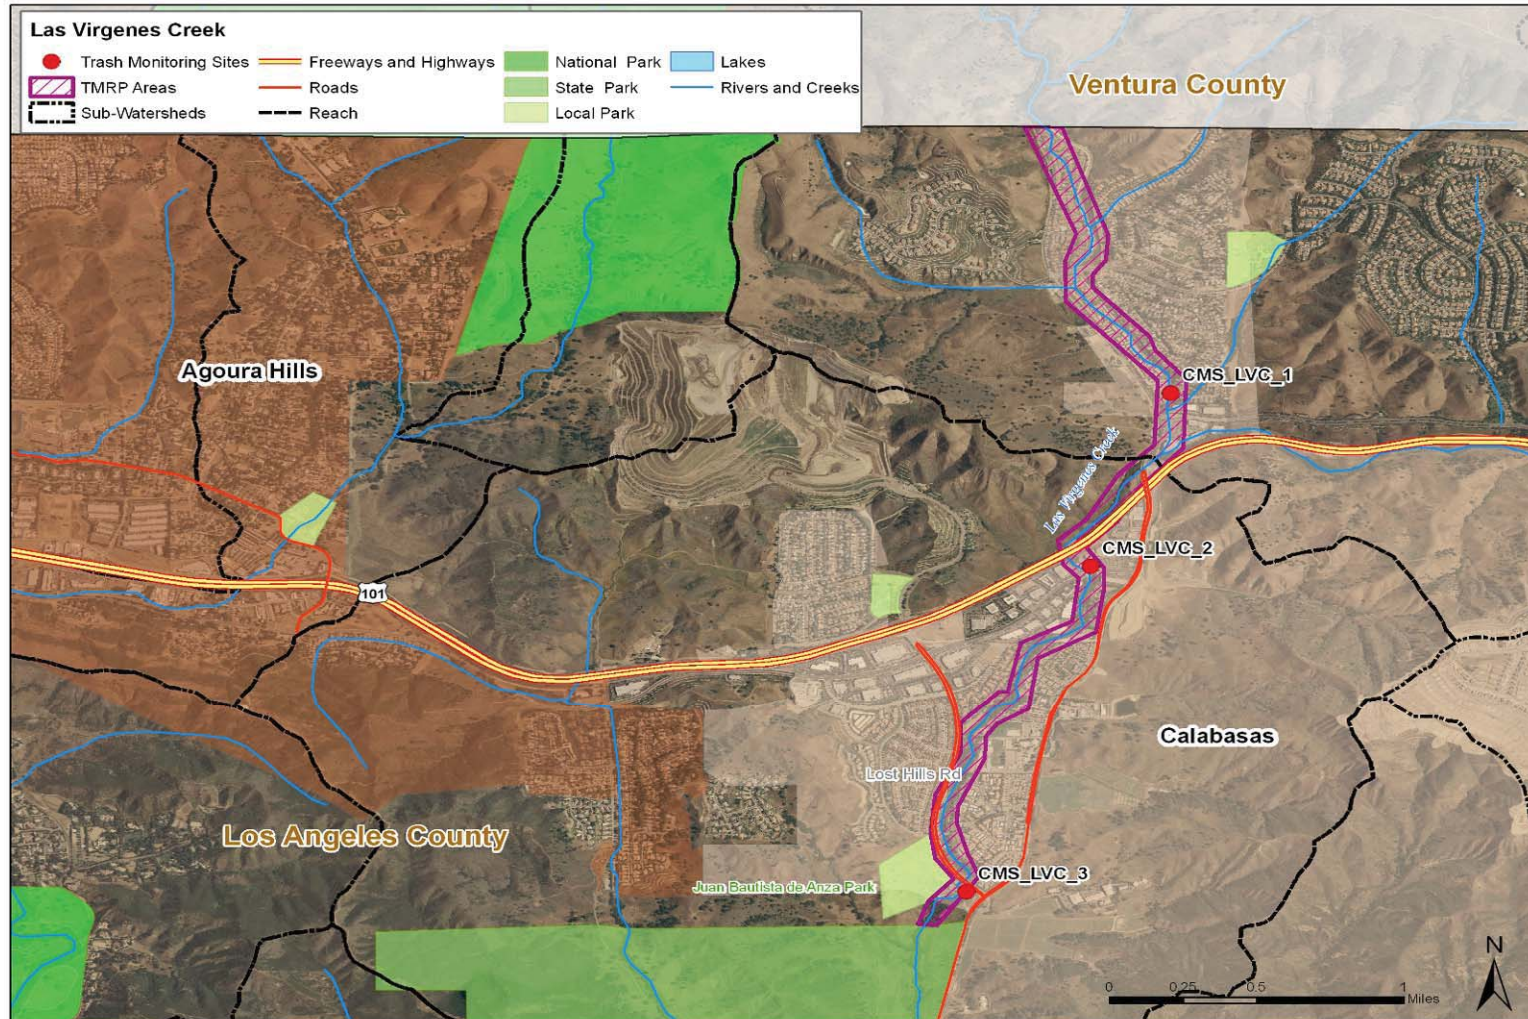 Las Virgenes Creek
Trash Monitoring Sites
Freeways and Highways
National Park
Lakes
TMRP Areas
Roads
State Park
Rivers and Creeks
Sub-Watersheds
Reach
Local Park
Ventura County
Agoura Hills
CMS_LVC_1
Las Virgenes Creek
CMS_LVC_2
101
Calabasas
Lost Hills Rd
Los Angeles County
CMS_LVC_3
Juan Bautista de Anza Park
N
0 0.25 0.5 1
Miles